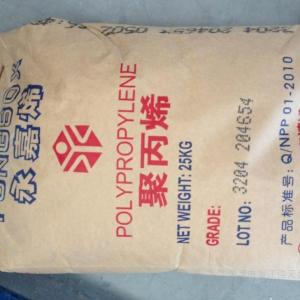 YUNGSOX
永嘉烯
POLYPROPYLENE
聚丙烯
NET WEIGHT: 25KG
GRADE:
LOT NO: 3204 204654
产品标准号: Q/NPP 01-2010